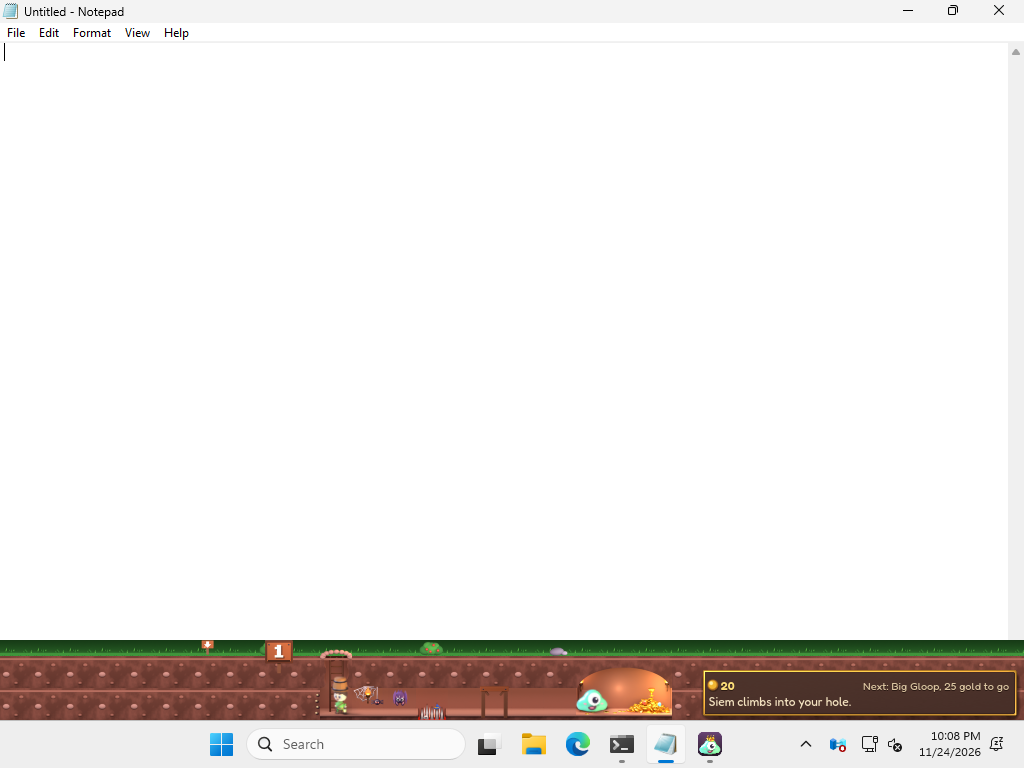 Untitled - Notepad
File Edit Format View Help
1
20 Next: Big Gloop, 25 gold to go
Siem climbs into your hole.
Search
10:08 PM
11/24/2026